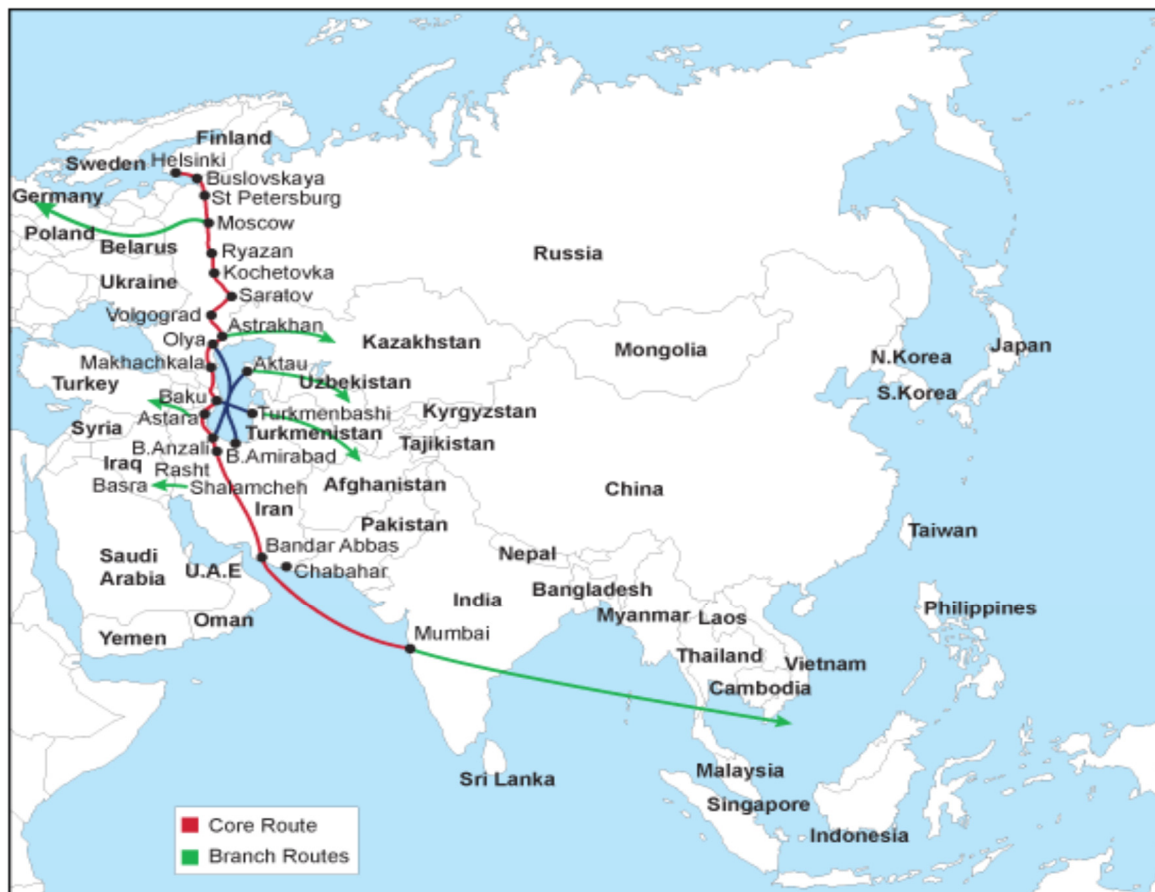 Finland
Sweden
Helsinki
Buslovskaya
Germany
St Petersburg
Moscow
Poland
Belarus
Ryazan
Russia
Kochetovka
Ukraine
Saratov
Volgograd
Astrakhan
Olya
Kazakhstan
Mongolia
Japan
N.Korea
Makhachkala
Aktau
Turkey
Uzbekistan
S.Korea
Baku
Turkmenbashi
Kyrgyzstan
Astara
Syria
Turkmenistan
Tajikistan
B.Anzali
B.Amirabad
Iraq
Rasht
Basra
Shalamcheh
Afghanistan
China
Iran
Pakistan
Taiwan
Bandar Abbas
Nepal
Saudi
Arabia
U.A.E
Chabahar
Bangladesh
India
Myanmar
Laos
Philippines
Oman
Yemen
Mumbai
Thailand
Vietnam
Cambodia
Sri Lanka
Malaysia
Singapore
Indonesia
Core Route
Branch Routes